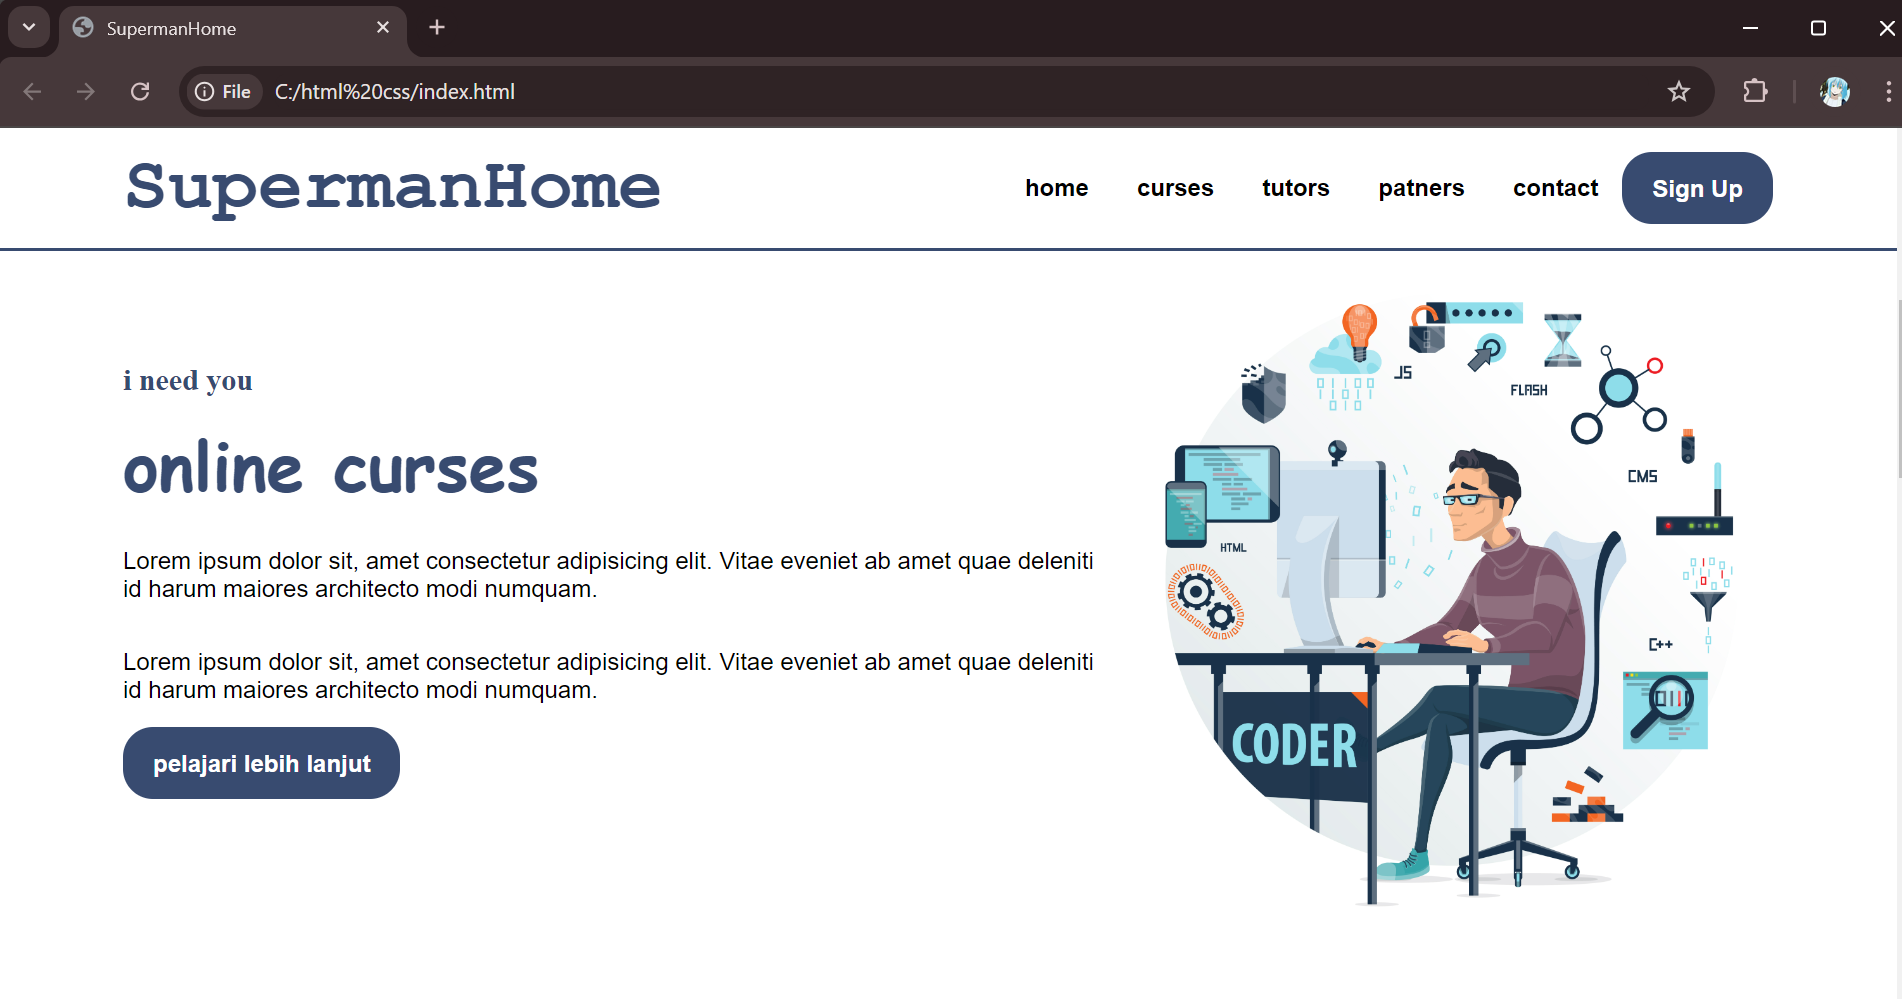 SupermanHome
File C:/html%20css/index.html
SupermanHome
home curses tutors patners contact Sign Up
i need you
online curses
Lorem ipsum dolor sit, amet consectetur adipisicing elit. Vitae eveniet ab amet quae deleniti
id harum maiores architecto modi numquam.
Lorem ipsum dolor sit, amet consectetur adipisicing elit. Vitae eveniet ab amet quae deleniti
id harum maiores architecto modi numquam.
pelajari lebih lanjut
JS
FLASH
CMS
HTML
C++
CODER